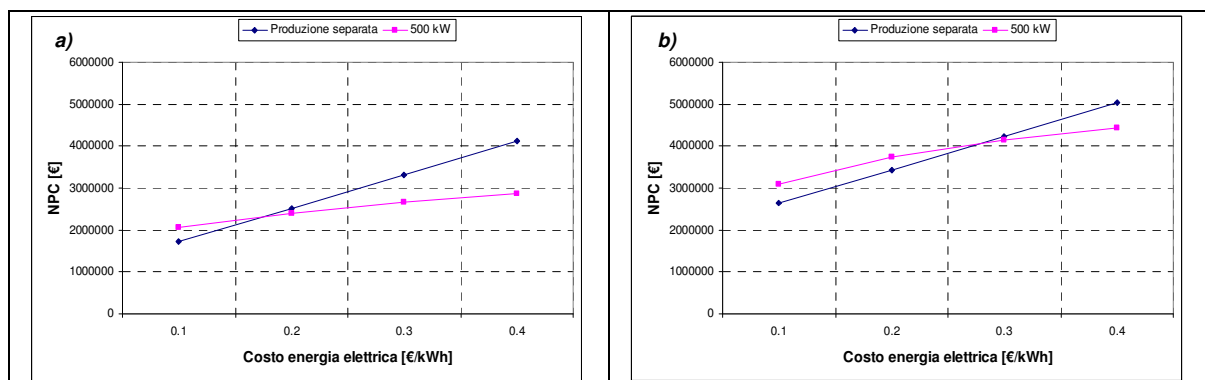 a)
Produzione separata
500 kW
6000000
5000000
4000000
3000000
2000000
1000000
0
NPC [€]
0.1
0.2
0.3
0.4
Costo energia elettrica [€/kWh]
b)
Produzione separata
500 kW
6000000
5000000
4000000
3000000
2000000
1000000
0
NPC [€]
0.1
0.2
0.3
0.4
Costo energia elettrica [€/kWh]